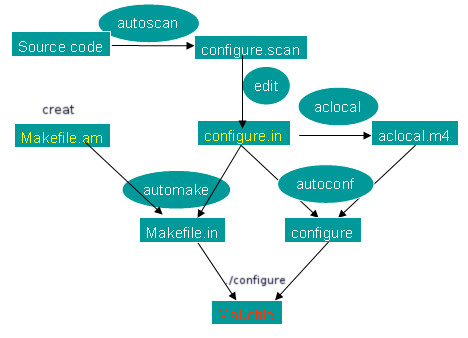 autoscan
Source code
configure.scan
edit
creat
aclocal
Makefile.am
configure.in
aclocal.m4
automake
autoconf
Makefile.in
configure
./configure